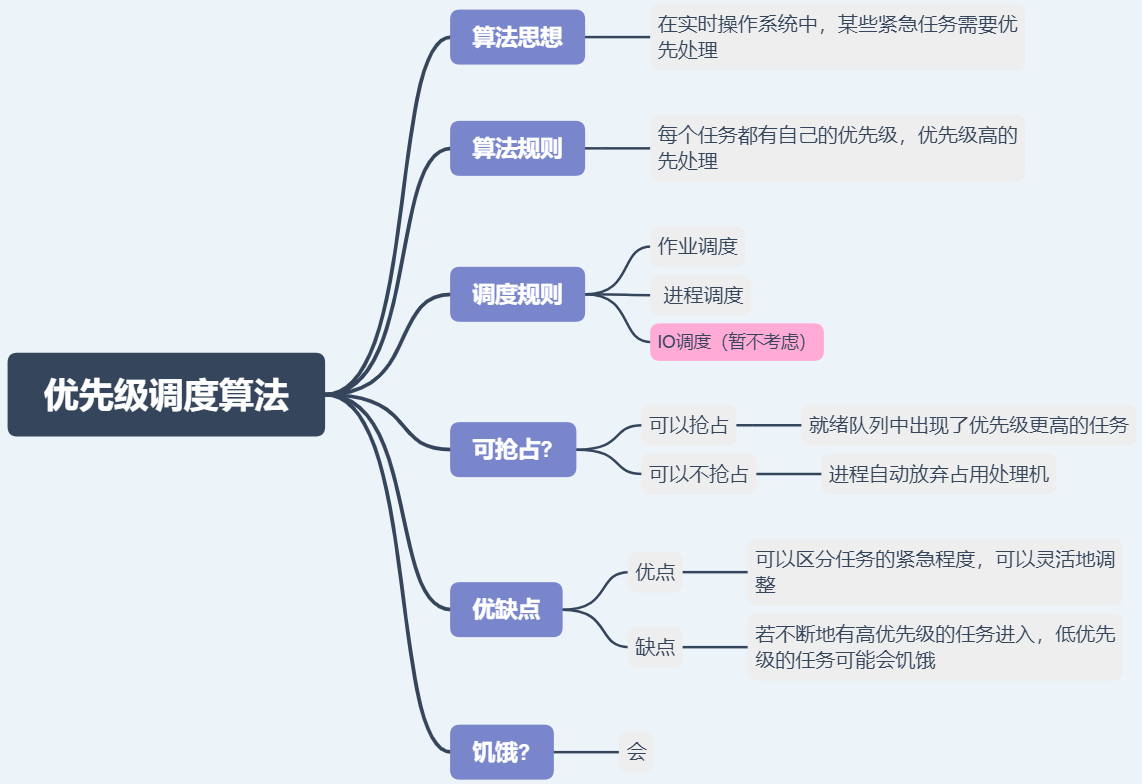 算法思想
在实时操作系统中，某些紧急任务需要优
先处理
算法规则
每个任务都有自己的优先级，优先级高的
先处理
调度规则
作业调度
进程调度
IO调度（暂不考虑）
优先级调度算法
可抢占?
可以抢占
就绪队列中出现了优先级更高的任务
可以不抢占
进程自动放弃占用处理机
优缺点
优点
可以区分任务的紧急程度，可以灵活地调
整
缺点
若不断地有高优先级的任务进入，低优先
级的任务可能会饥饿
饥饿?
会